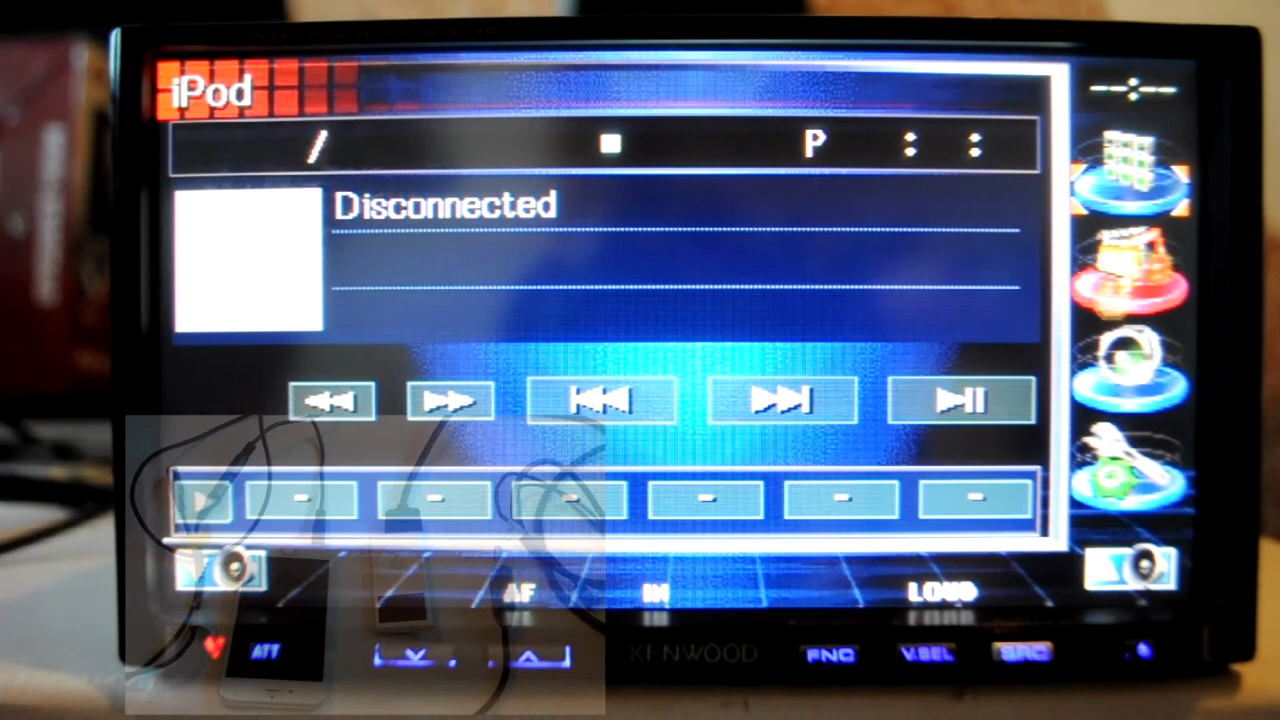 iPod
/ P : :
Disconnected
AF IN LOUD
ATT KENWOOD FNC V.SEL SRC